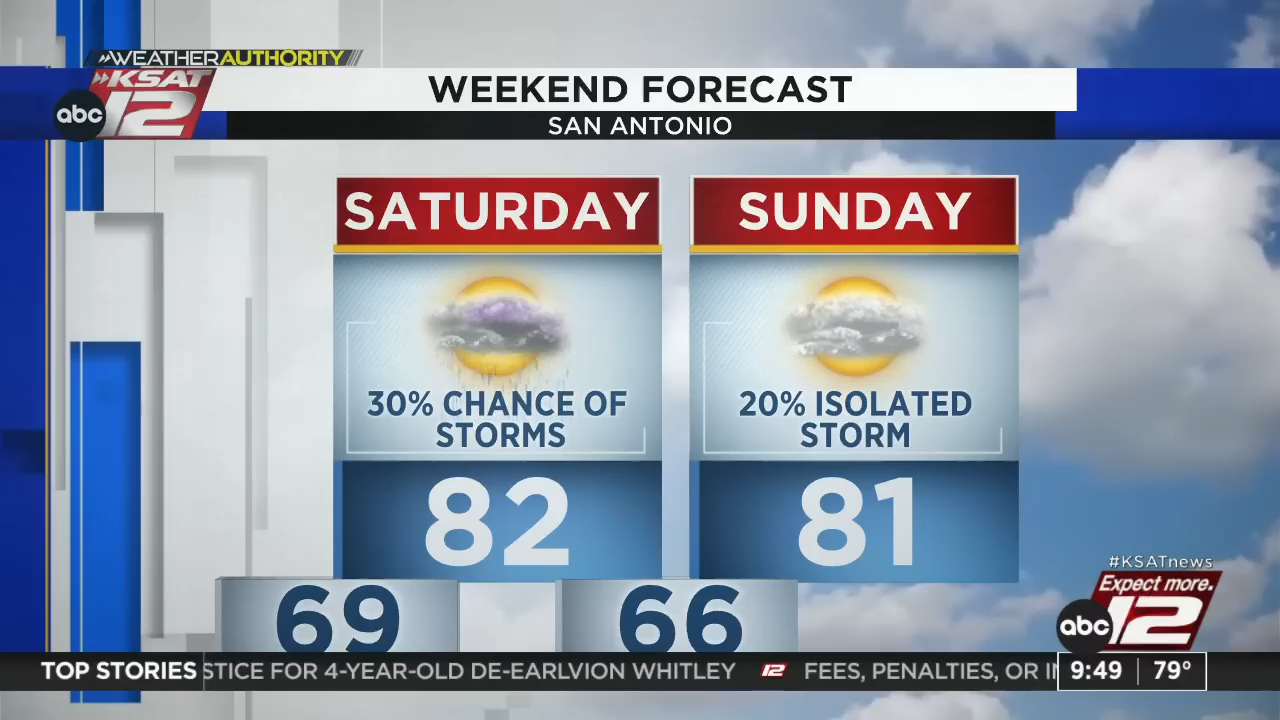 WEATHERAUTHORITY
KSAT
abc 12
WEEKEND FORECAST
SAN ANTONIO
SATURDAY
SUNDAY
30% CHANCE OF
STORMS
20% ISOLATED
STORM
82
81
69
66
#KSATnews
Expect more.
abc 12
TOP STORIES STICE FOR 4-YEAR-OLD DE-EARLVION WHITLEY 12 FEES, PENALTIES, OR 9:49 79°